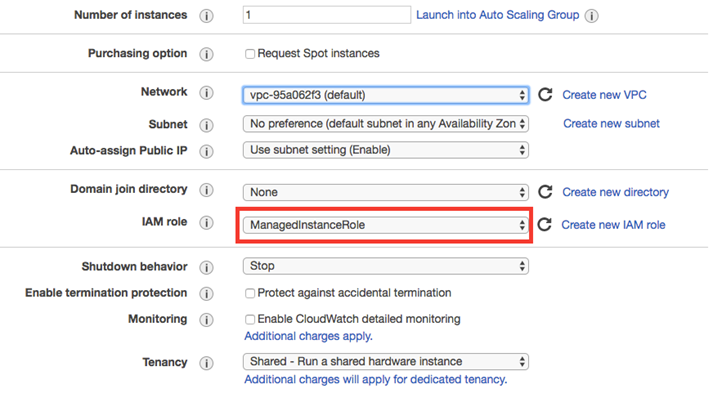 Number of instances 1 Launch into Auto Scaling Group
Purchasing option Request Spot instances
Network vpc-95a062f3 (default) Create new VPC
Subnet No preference (default subnet in any Availability Zon Create new subnet
Auto-assign Public IP Use subnet setting (Enable)
Domain join directory None Create new directory
IAM role ManagedInstanceRole Create new IAM role
Shutdown behavior Stop
Enable termination protection Protect against accidental termination
Monitoring Enable CloudWatch detailed monitoring
Additional charges apply.
Tenancy Shared - Run a shared hardware instance
Additional charges will apply for dedicated tenancy.